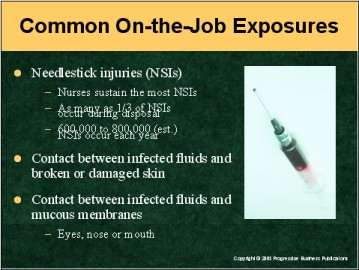 Common On-the-Job Exposures
Needlestick injuries (NSIs)
– Nurses sustain the most NSIs
– As many as 1/3 of NSIs
occur during disposal
– 600,000 to 800,000 (est.)
NSIs occur each year
Contact between infected fluids and
broken or damaged skin
Contact between infected fluids and
mucous membranes
– Eyes, nose or mouth
Copyright © 2003 Progressive Business Publications